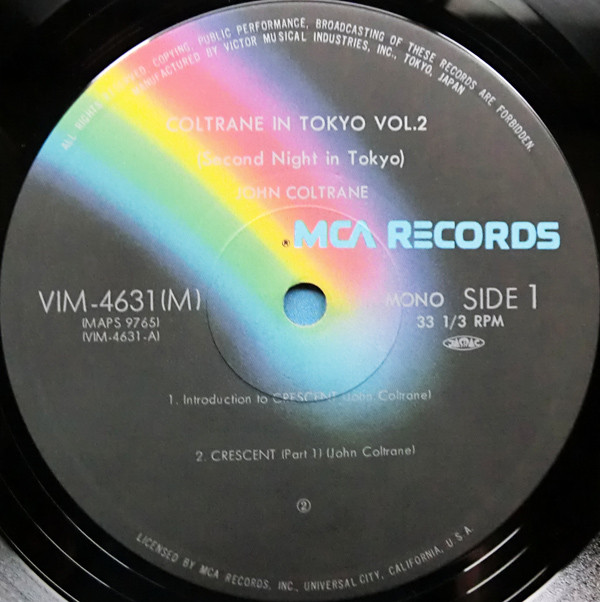 ALL RIGHTS RESERVED. COPYING, PUBLIC PERFORMANCE, BROADCASTING OF THESE RECORDS ARE FORBIDDEN.
MANUFACTURED BY VICTOR MUSICAL INDUSTRIES, INC., TOKYO, JAPAN
COLTRANE IN TOKYO VOL.2
(Second Night in Tokyo)
JOHN COLTRANE
® MCA RECORDS
VIM-4631(M)
(MAPS 9765)
(VIM-4631-A)
MONO SIDE 1
33 1/3 RPM
JASRAC
1. Introduction to CRESCENT (John Coltrane)
2. CRESCENT (Part 1) (John Coltrane)
②
LICENSED BY MCA RECORDS, INC., UNIVERSAL CITY, CALIFORNIA, U.S.A.